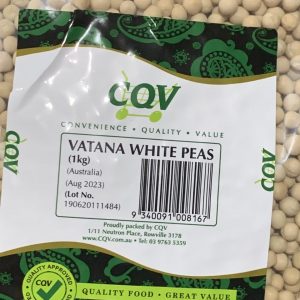 CQV
CONVENIENCE • QUALITY • VALUE
VATANA WHITE PEAS
(1kg)
(Australia)
(Aug 2023)
(Lot No.
190620111484)
9 340091 008167
Proudly packed by CQV
1/11 Neutron Place, Rowville 3178
www.CQV.com.au • Tel: 03 9763 5359
CQV
CQV
QUALITY APPROVED
QUALITY FOOD • GREAT VALUE